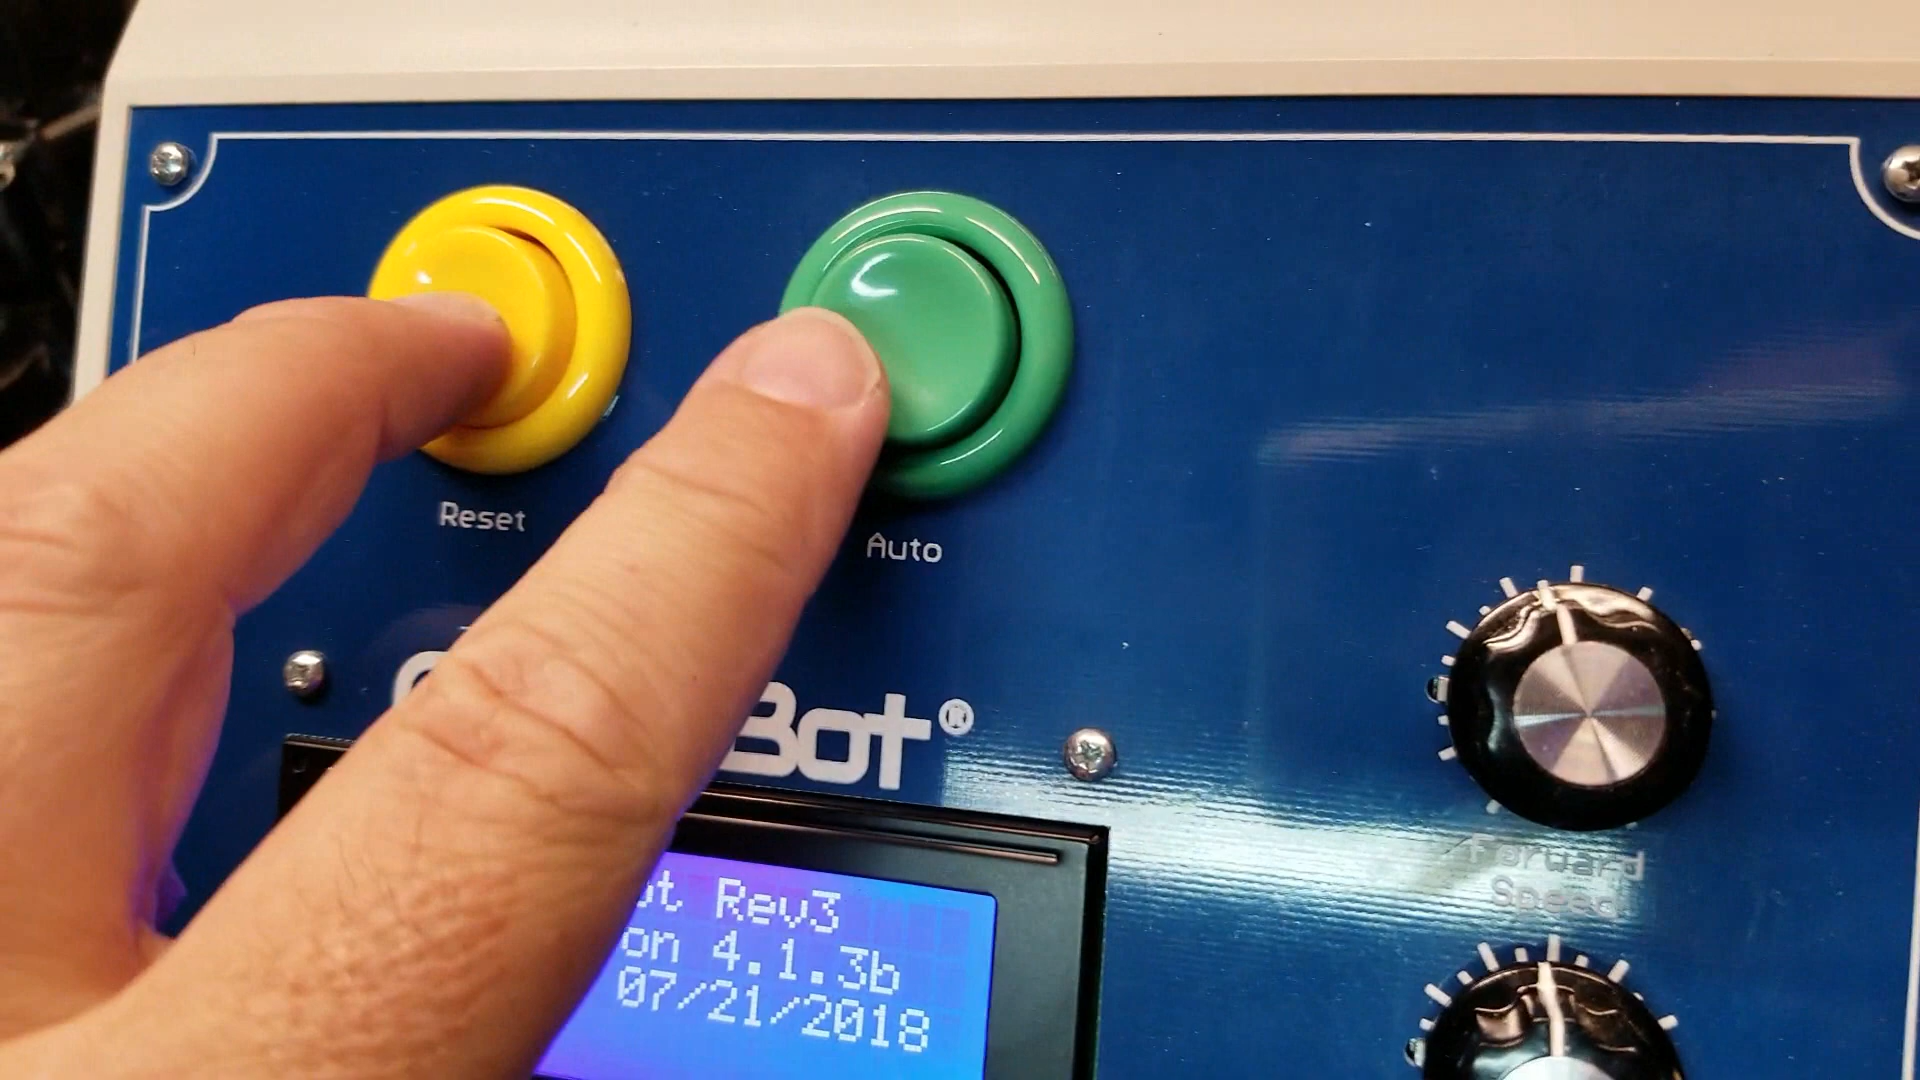 Reset
Auto
Bot®
Forward
Speed
ot Rev3
on 4.1.3b
07/21/2018